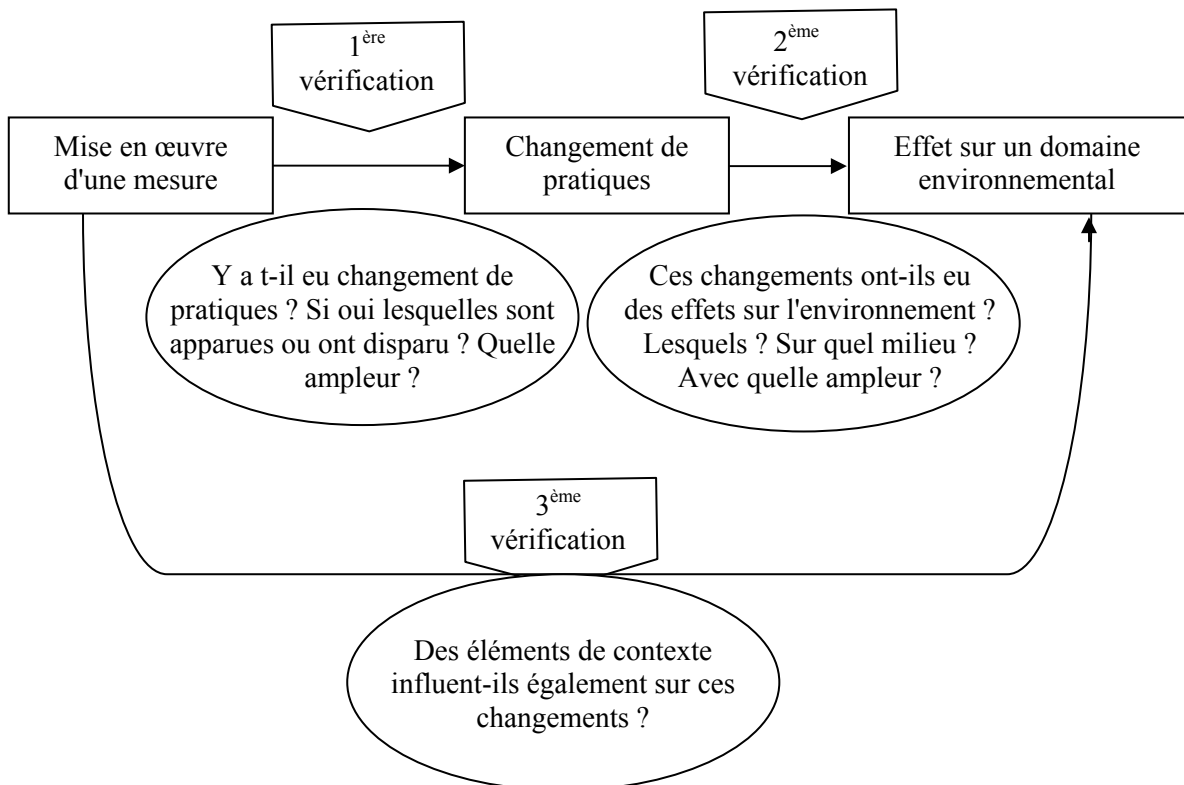 1ère
vérification
2ème
vérification
Mise en œuvre
d'une mesure
Changement de
pratiques
Effet sur un domaine
environnemental
Y a t-il eu changement de
pratiques ? Si oui lesquelles sont
apparues ou ont disparu ? Quelle
ampleur ?
Ces changements ont-ils eu
des effets sur l'environnement ?
Lesquels ? Sur quel milieu ?
Avec quelle ampleur ?
3ème
vérification
Des éléments de contexte
influent-ils également sur ces
changements ?